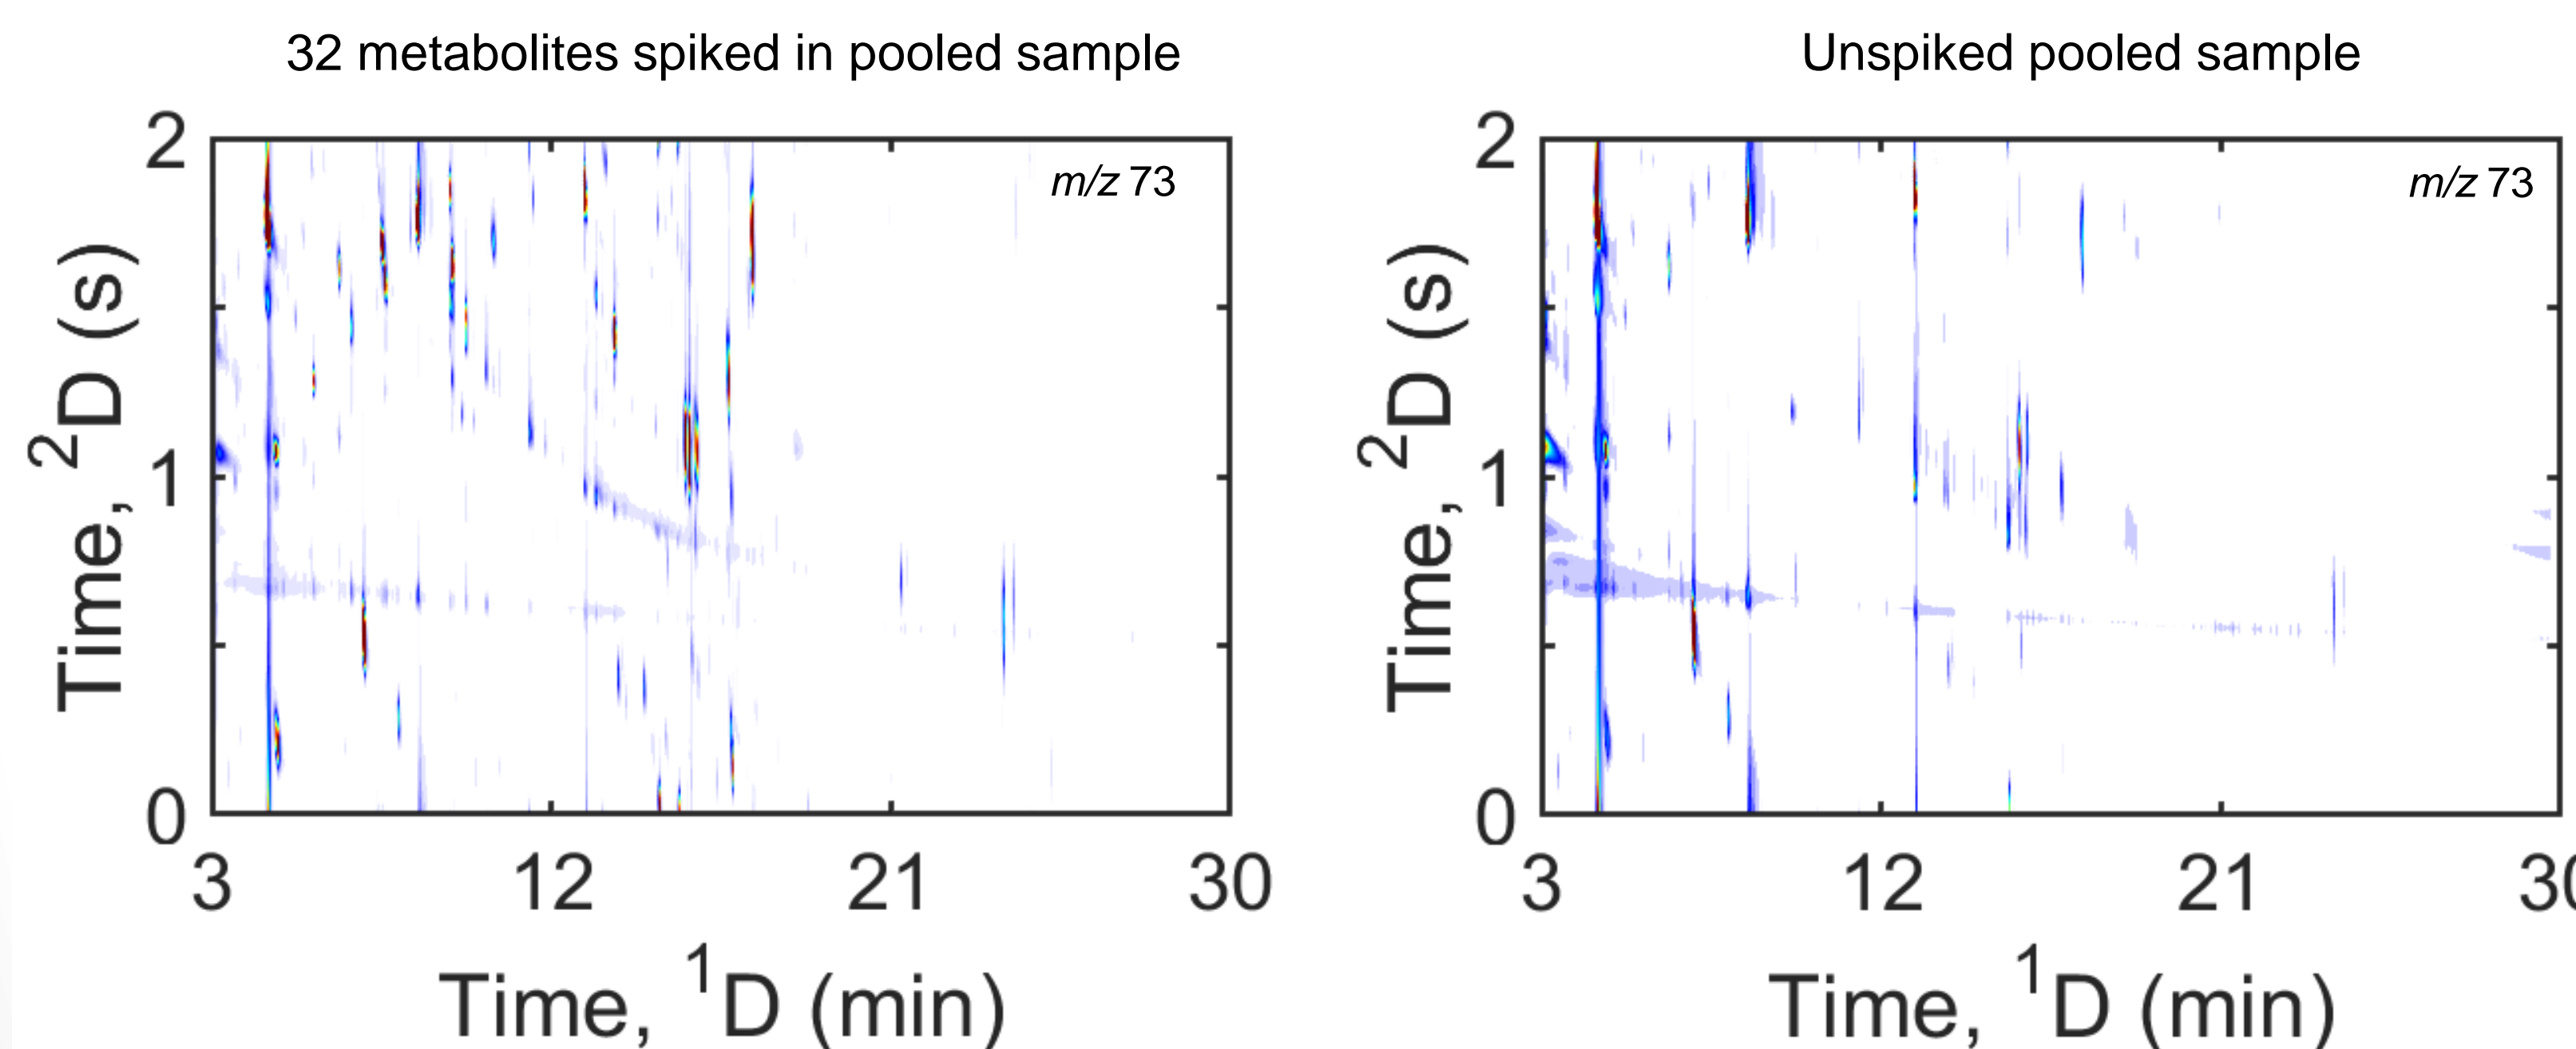 32 metabolites spiked in pooled sample
2
1
0
Time, ²D (s)
m/z 73
3 12 21 30
Time, ¹D (min)
Unspiked pooled sample
2
1
0
Time, ²D (s)
m/z 73
3 12 21 30
Time, ¹D (min)